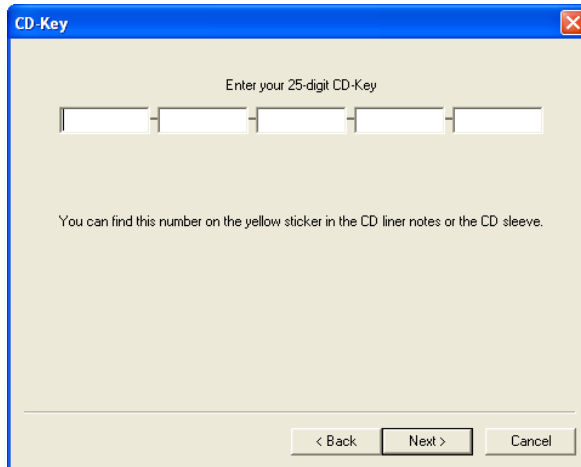 CD-Key
Enter your 25-digit CD-Key
- - - -
You can find this number on the yellow sticker in the CD liner notes or the CD sleeve.
< Back Next > Cancel